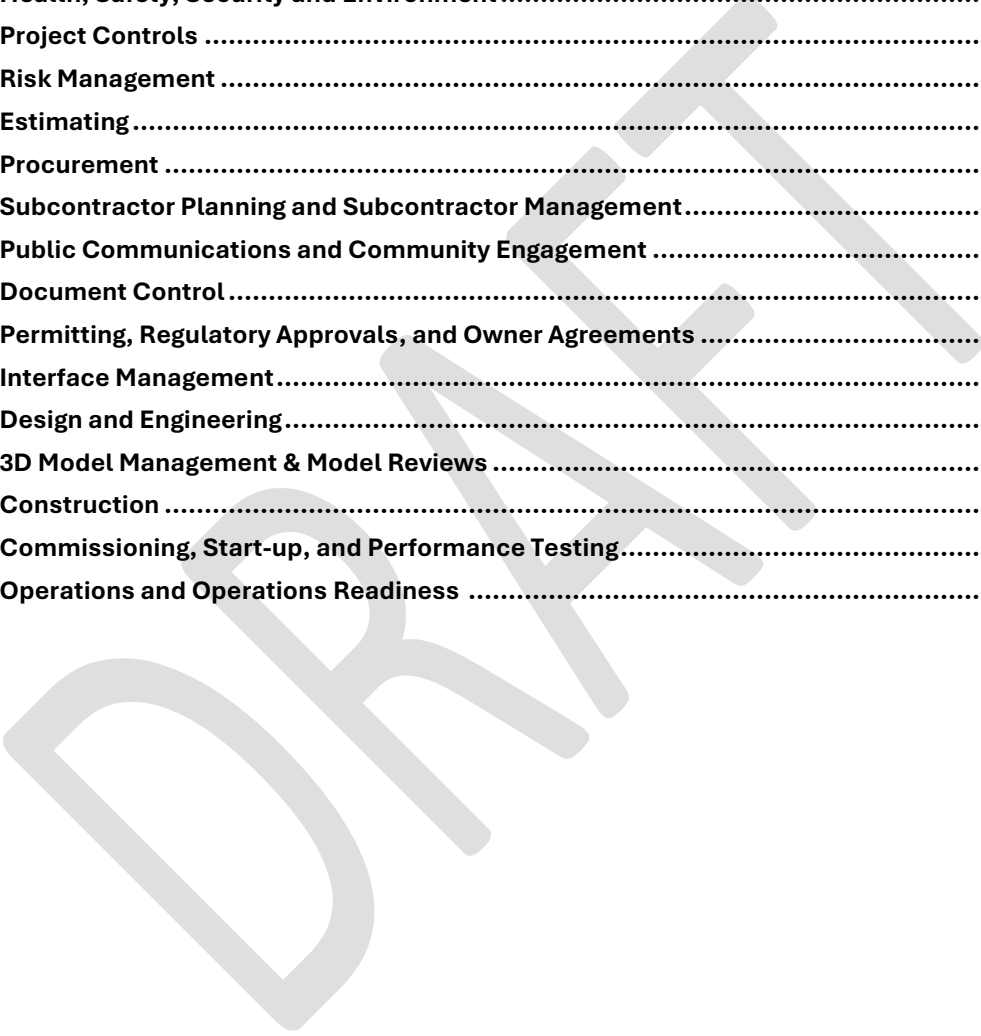 Health, Safety, Security and Environment........................................................
Project Controls ..............................................................................................
Risk Management ............................................................................................
Estimating........................................................................................................
Procurement ....................................................................................................
Subcontractor Planning and Subcontractor Management....................................
Public Communications and Community Engagement ........................................
Document Control............................................................................................
Permitting, Regulatory Approvals, and Owner Agreements ..................................
Interface Management......................................................................................
Design and Engineering.....................................................................................
3D Model Management & Model Reviews ...........................................................
Construction ....................................................................................................
Commissioning, Start-up, and Performance Testing............................................
Operations and Operations Readiness ...............................................................
DRAFT